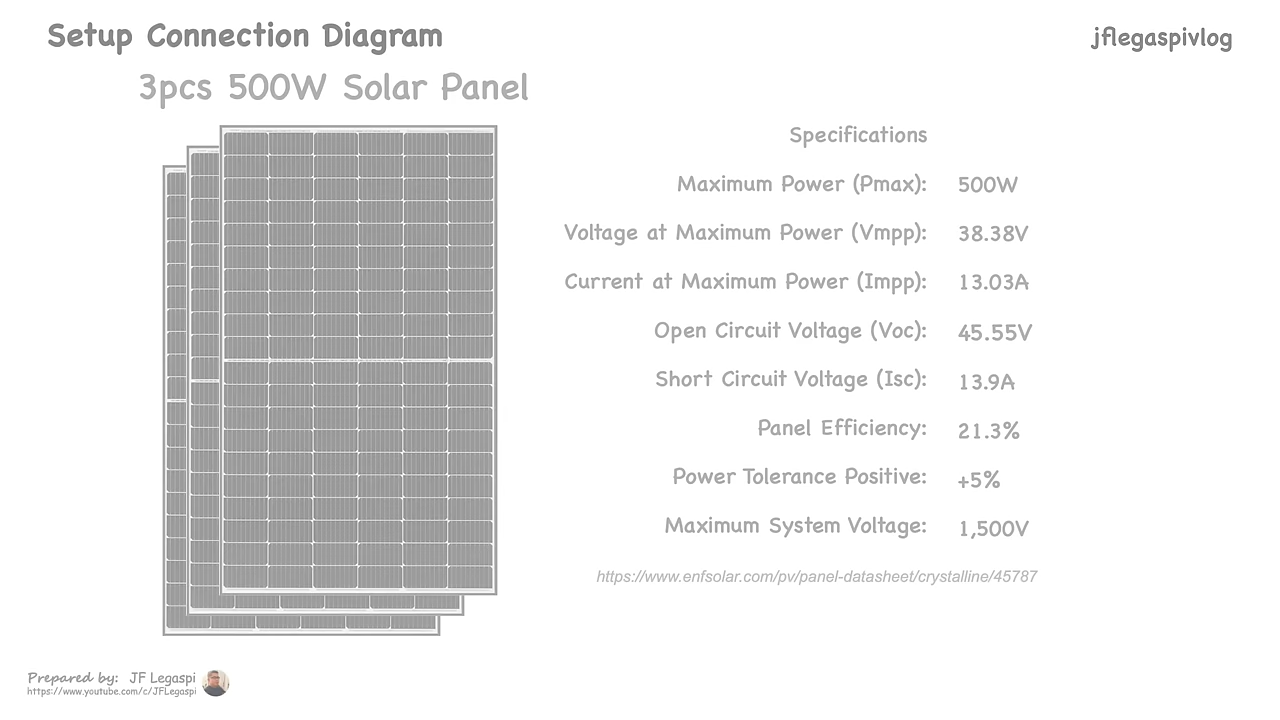 Setup Connection Diagram
jflegaspivlog
3pcs 500W Solar Panel
Specifications
Maximum Power (Pmax): 500W
Voltage at Maximum Power (Vmpp): 38.38V
Current at Maximum Power (Impp): 13.03A
Open Circuit Voltage (Voc): 45.55V
Short Circuit Voltage (Isc): 13.9A
Panel Efficiency: 21.3%
Power Tolerance Positive: +5%
Maximum System Voltage: 1,500V
https://www.enfsolar.com/pv/panel-datasheet/crystalline/45787
Prepared by: JF Legaspi
https://www.youtube.com/c/JFLegaspi